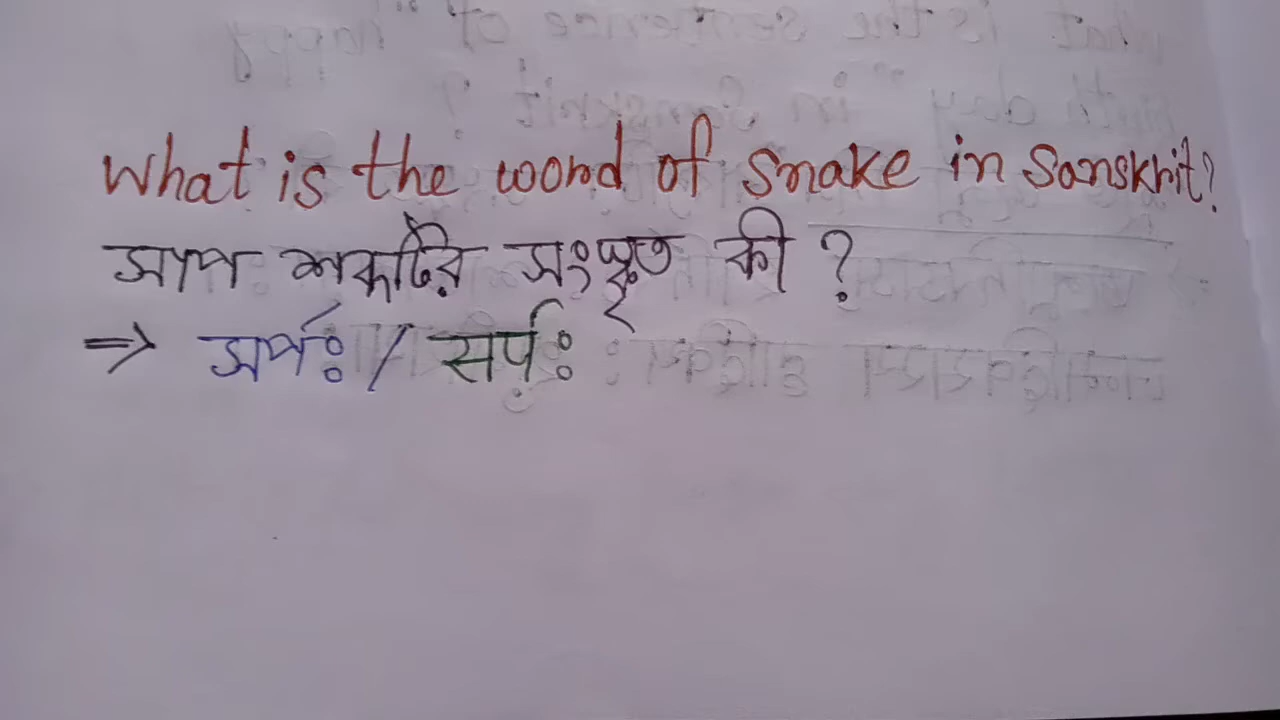 What is the word of snake in Sanskrit?
সাপ শব্দটির সংস্কৃত কী ?
⇒ সর্পঃ / सर्पः